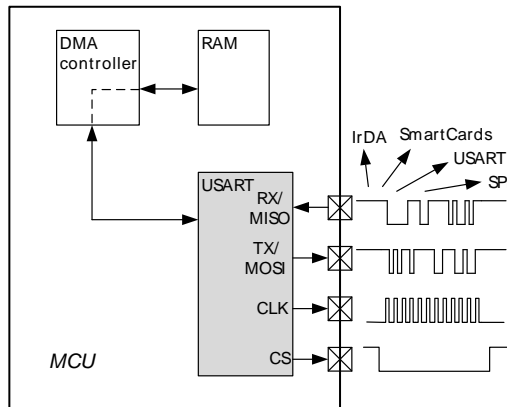 DMA
controller
RAM
IrDA
SmartCards
USART
SP
USART
RX/
MISO
TX/
MOSI
CLK
CS
MCU